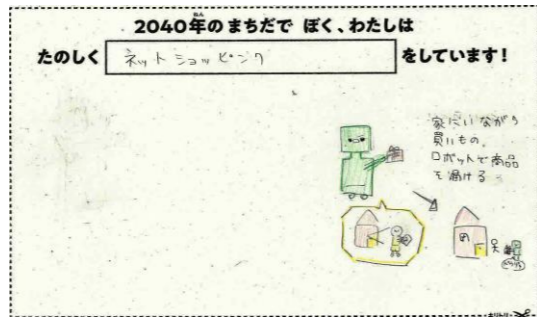 2040年のまちだで ぼく、わたしは
たのしく ネットショッピング をしています!
家にいながら
買いもの。
ロボットで商品
を届ける